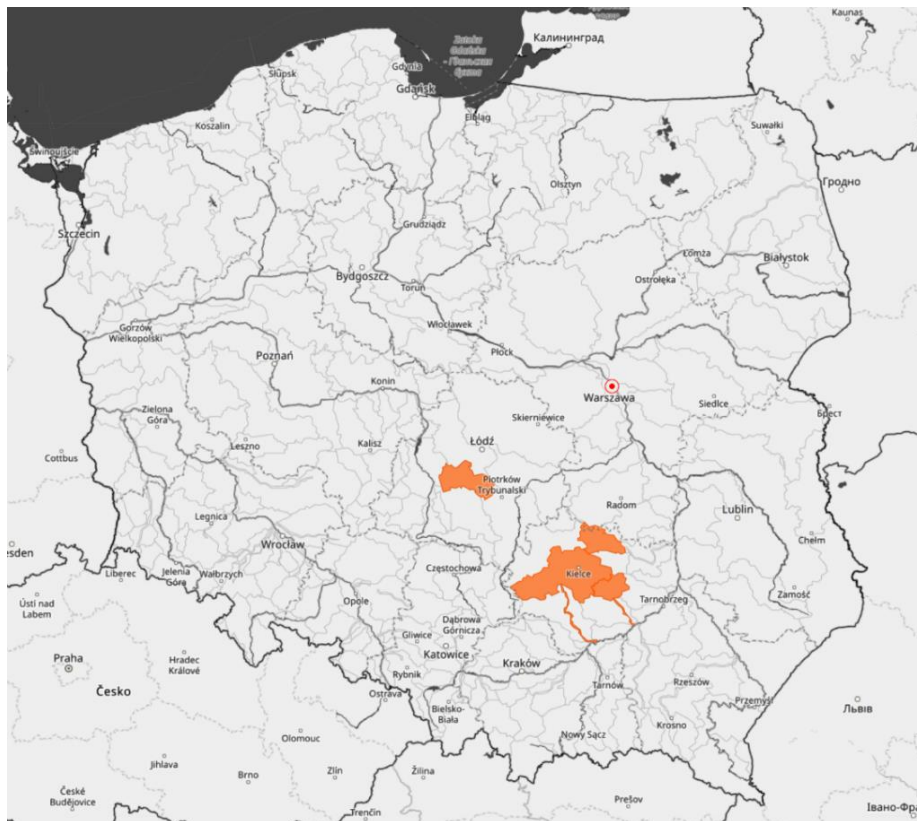 Kaunas
Калининград
Zatoka
Gdańska
Gdynia
Gdańsk
Słupsk
Elbląg
Koszalin
Suwałki
Świnoujście
Гродно
Olsztyn
Szczecin
Grudziądz
Łomża
Białystok
Bydgoszcz
Ostrołęka
Toruń
Włocławek
Gorzów
Wielkopolski
Płock
Poznań
Konin
Warszawa
Siedlce
Брест
Zielona
Góra
Skierniewice
Łódź
Leszno
Kalisz
Cottbus
Piotrków
Trybunalski
Radom
Lublin
Legnica
Wrocław
Chełm
esden
Liberec
Jelenia
Góra
Wałbrzych
Częstochowa
Kielce
Zamość
Ústí nad
Labem
Opole
Tarnobrzeg
Dąbrowa
Górnicza
Gliwice
Katowice
Praha
Hradec
Králové
Kraków
Rybnik
Tarnów
Rzeszów
Česko
Ostrava
Przemyśl
Bielsko-
Biała
Krosno
Львів
Olomouc
Nowy Sącz
Jihlava
Brno
Zlín
Žilina
České
Budějovice
Prešov
Trenčín
Івано-Фра